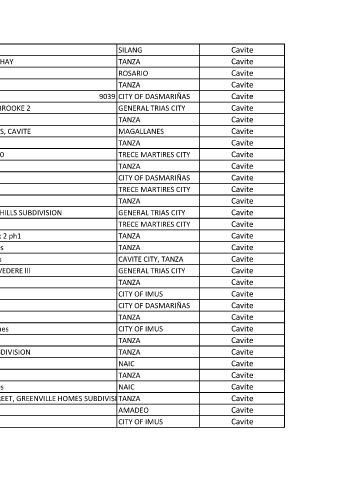 SILANG Cavite
HAY TANZA Cavite
ROSARIO Cavite
TANZA Cavite
9039 CITY OF DASMARIÑAS Cavite
BROOKE 2 GENERAL TRIAS CITY Cavite
TANZA Cavite
S, CAVITE MAGALLANES Cavite
TANZA Cavite
0 TRECE MARTIRES CITY Cavite
TANZA Cavite
CITY OF DASMARIÑAS Cavite
TRECE MARTIRES CITY Cavite
TANZA Cavite
HILLS SUBDIVISION GENERAL TRIAS CITY Cavite
TRECE MARTIRES CITY Cavite
2 ph1 TANZA Cavite
s TANZA Cavite
CAVITE CITY, TANZA Cavite
VEDERE lll GENERAL TRIAS CITY Cavite
TANZA Cavite
CITY OF IMUS Cavite
CITY OF DASMARIÑAS Cavite
TANZA Cavite
nes CITY OF IMUS Cavite
TANZA Cavite
DIVISION TANZA Cavite
NAIC Cavite
TANZA Cavite
s NAIC Cavite
REET, GREENVILLE HOMES SUBDIVISI TANZA Cavite
AMADEO Cavite
CITY OF IMUS Cavite